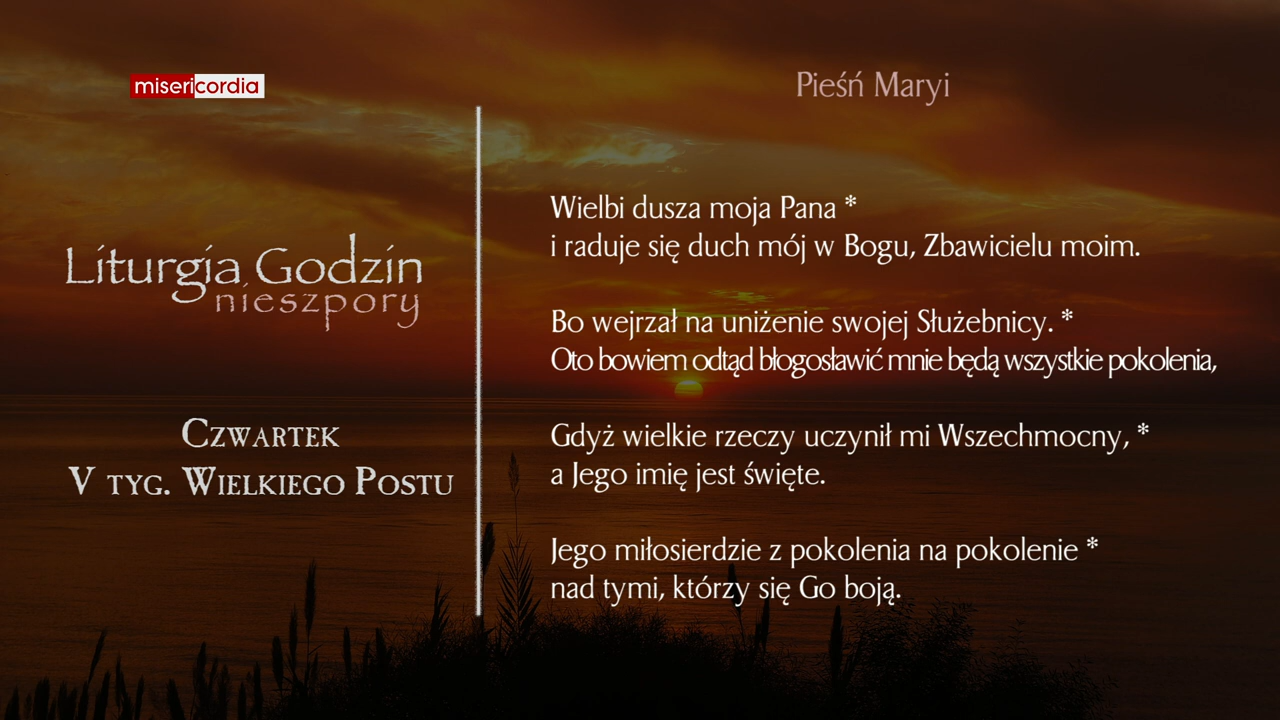 misericordia
Liturgia Godzin
nieszpory
Czwartek
V tyg. Wielkiego Postu
Pieśń Maryi
Wielbi dusza moja Pana *
i raduje się duch mój w Bogu, Zbawicielu moim.
Bo wejrzał na uniżenie swojej Służebnicy. *
Oto bowiem odtąd błogosławić mnie będą wszystkie pokolenia,
Gdyż wielkie rzeczy uczynił mi Wszechmocny, *
a Jego imię jest święte.
Jego miłosierdzie z pokolenia na pokolenie *
nad tymi, którzy się Go boją.